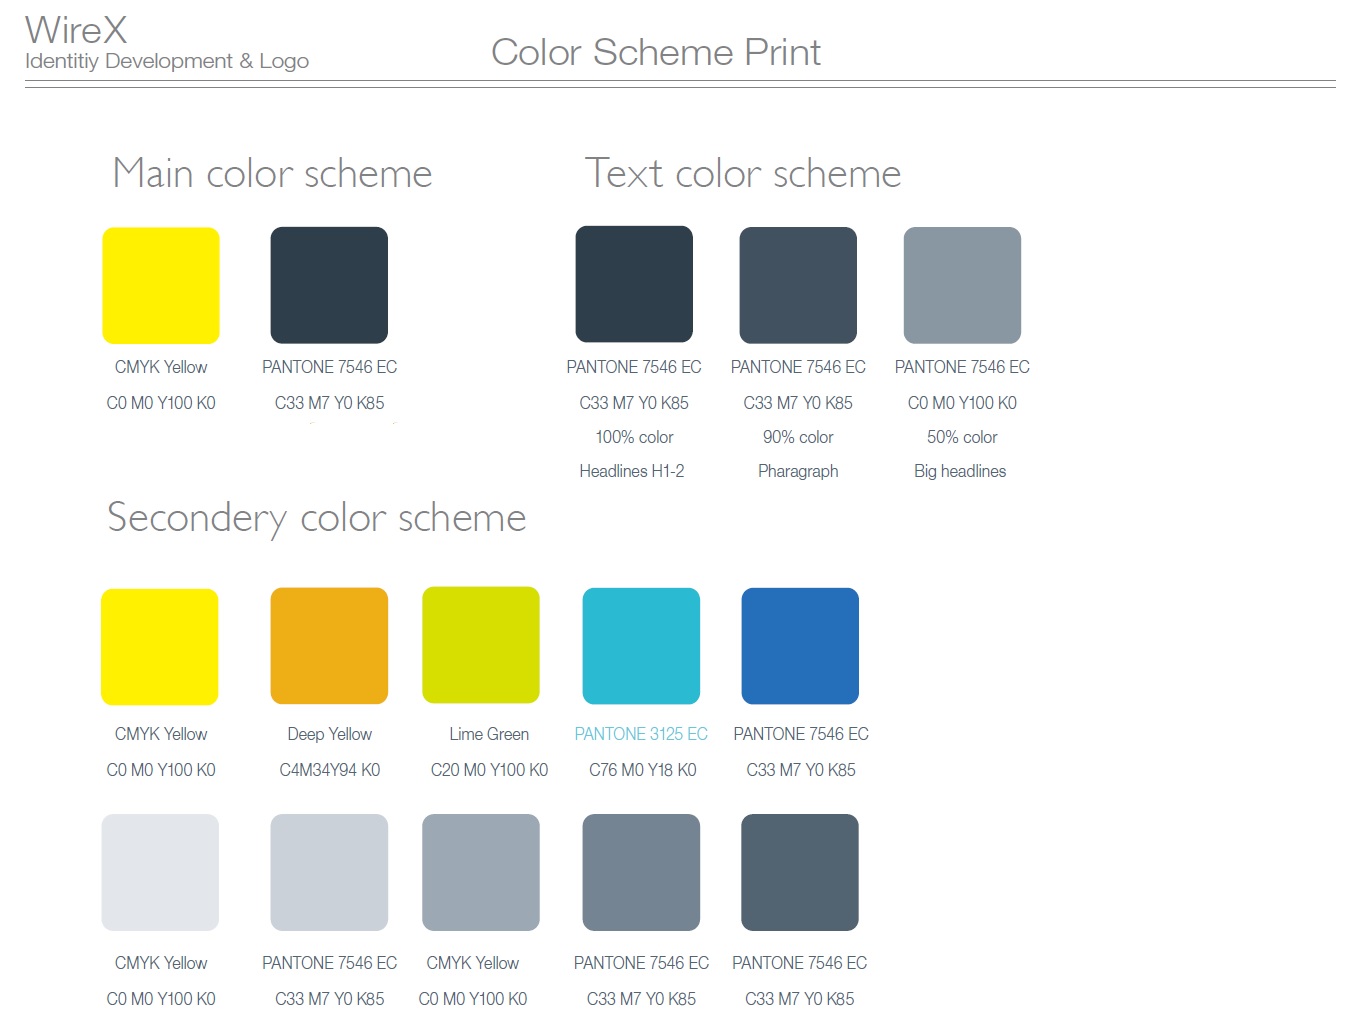 WireX
Identitiy Development & Logo
Color Scheme Print
Main color scheme
Text color scheme
CMYK Yellow
PANTONE 7546 EC
PANTONE 7546 EC
PANTONE 7546 EC
PANTONE 7546 EC
C0 M0 Y100 K0
C33 M7 Y0 K85
C33 M7 Y0 K85
C33 M7 Y0 K85
C0 M0 Y100 K0
100% color
90% color
50% color
Headlines H1-2
Pharagraph
Big headlines
Secondery color scheme
CMYK Yellow
Deep Yellow
Lime Green
PANTONE 3125 EC
PANTONE 7546 EC
C0 M0 Y100 K0
C4M34Y94 K0
C20 M0 Y100 K0
C76 M0 Y18 K0
C33 M7 Y0 K85
CMYK Yellow
PANTONE 7546 EC
CMYK Yellow
PANTONE 7546 EC
PANTONE 7546 EC
C0 M0 Y100 K0
C33 M7 Y0 K85
C0 M0 Y100 K0
C33 M7 Y0 K85
C33 M7 Y0 K85